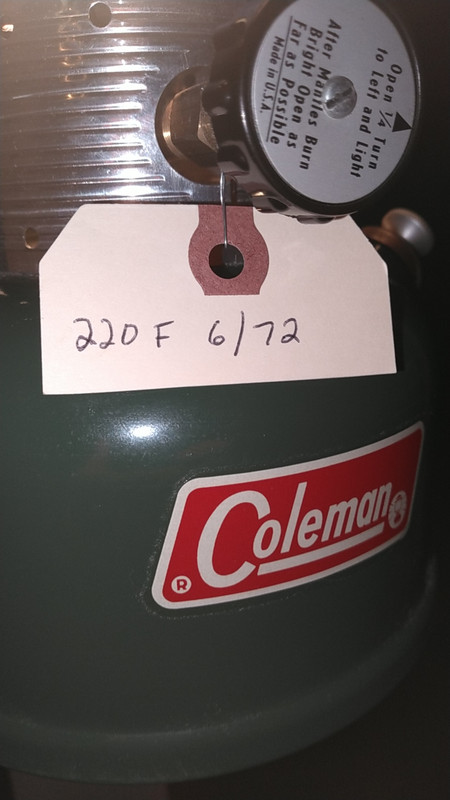 Open ¼ Turn
to Left and Light
After Mantles Burn
Bright Open as
Far as Possible
Made in U.S.A.
220 F 6/72
Coleman®
®